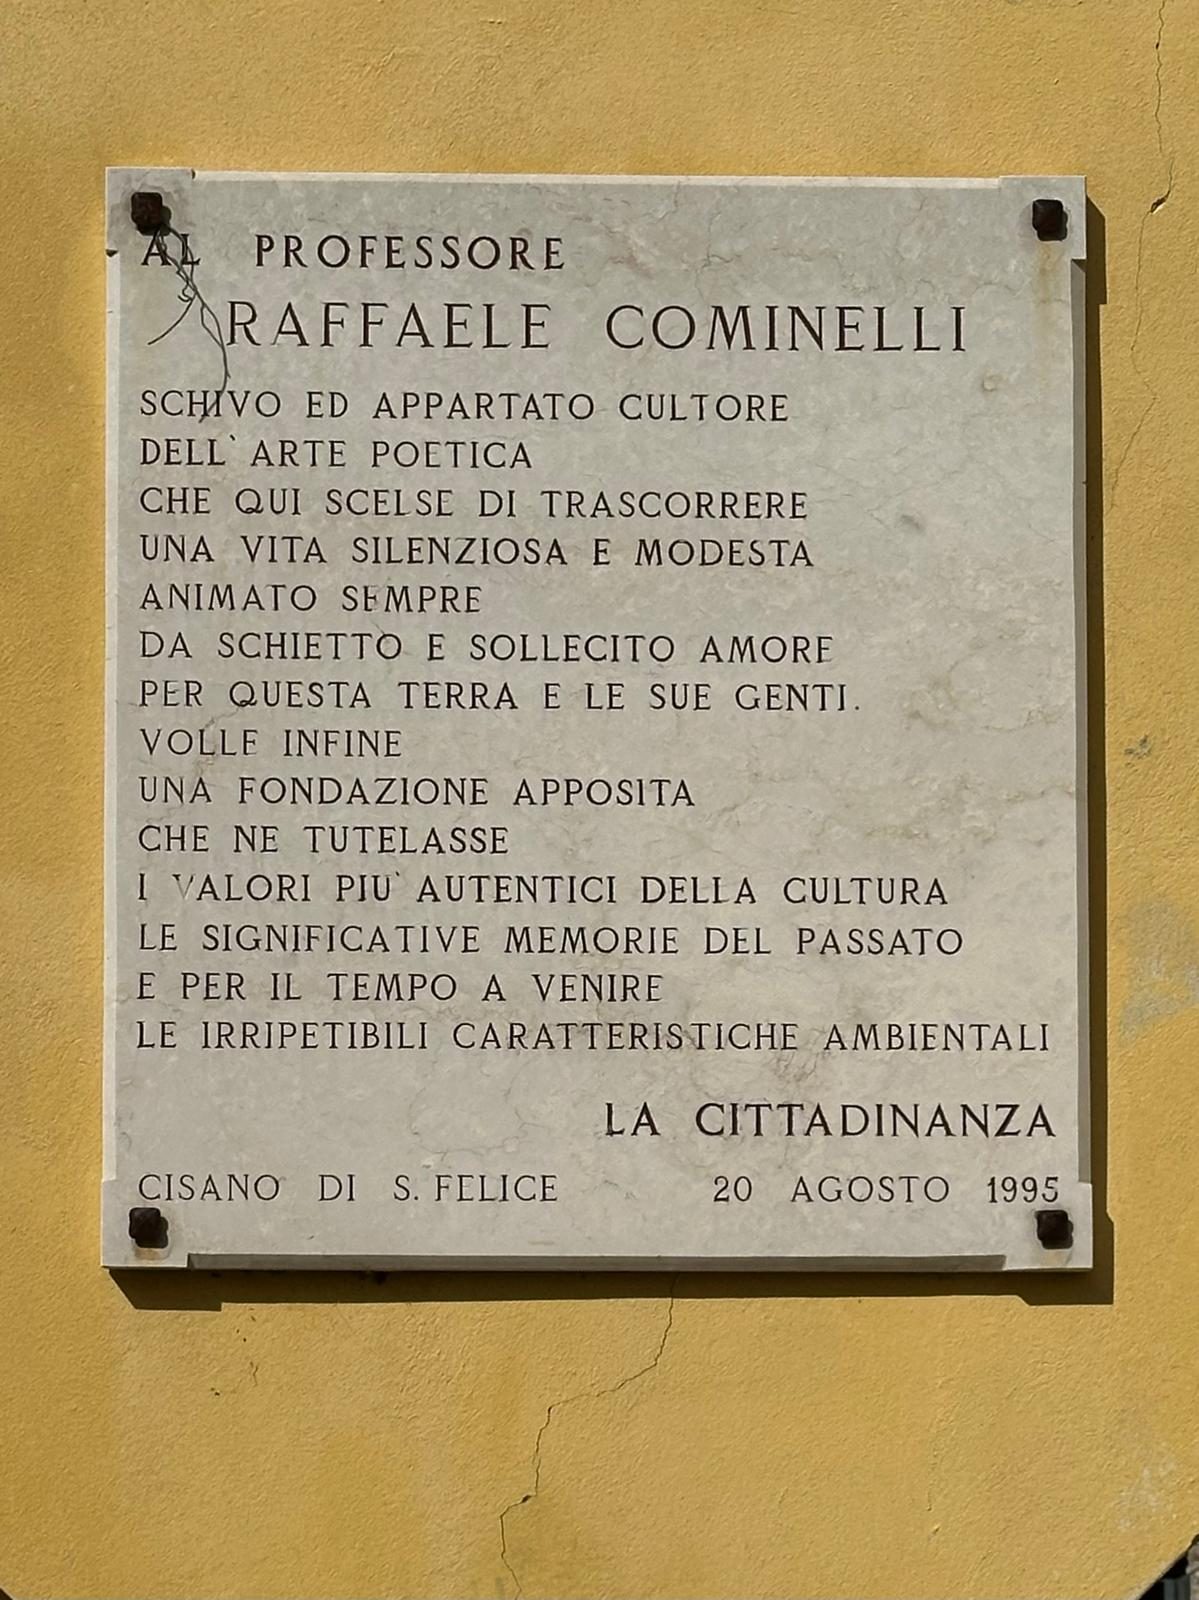 AL PROFESSORE
RAFFAELE COMINELLI
SCHIVO ED APPARTATO CULTORE
DELL` ARTE POETICA
CHE QUI SCELSE DI TRASCORRERE
UNA VITA SILENZIOSA E MODESTA
ANIMATO SEMPRE
DA SCHIETTO E SOLLECITO AMORE
PER QUESTA TERRA E LE SUE GENTI.
VOLLE INFINE
UNA FONDAZIONE APPOSITA
CHE NE TUTELASSE
I VALORI PIU` AUTENTICI DELLA CULTURA
LE SIGNIFICATIVE MEMORIE DEL PASSATO
E PER IL TEMPO A VENIRE
LE IRRIPETIBILI CARATTERISTICHE AMBIENTALI
LA CITTADINANZA
CISANO DI S. FELICE 20 AGOSTO 1995